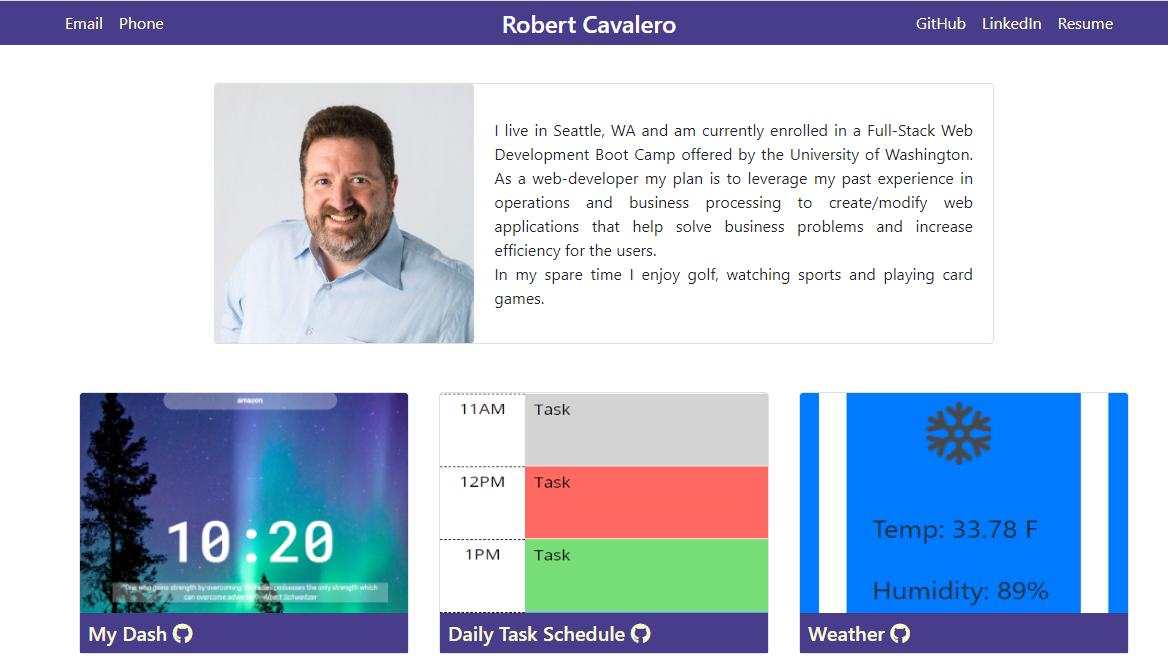 Email Phone Robert Cavalero GitHub LinkedIn Resume
I live in Seattle, WA and am currently enrolled in a Full-Stack Web
Development Boot Camp offered by the University of Washington.
As a web-developer my plan is to leverage my past experience in
operations and business processing to create/modify web
applications that help solve business problems and increase
efficiency for the users.
In my spare time I enjoy golf, watching sports and playing card
games.
amazon
10:20
"One who gains strength by overcoming obstacles possesses the only strength which
can overcome adversity." Albert Schweitzer
My Dash
11AM Task
12PM Task
1PM Task
Daily Task Schedule
Temp: 33.78 F
Humidity: 89%
Weather